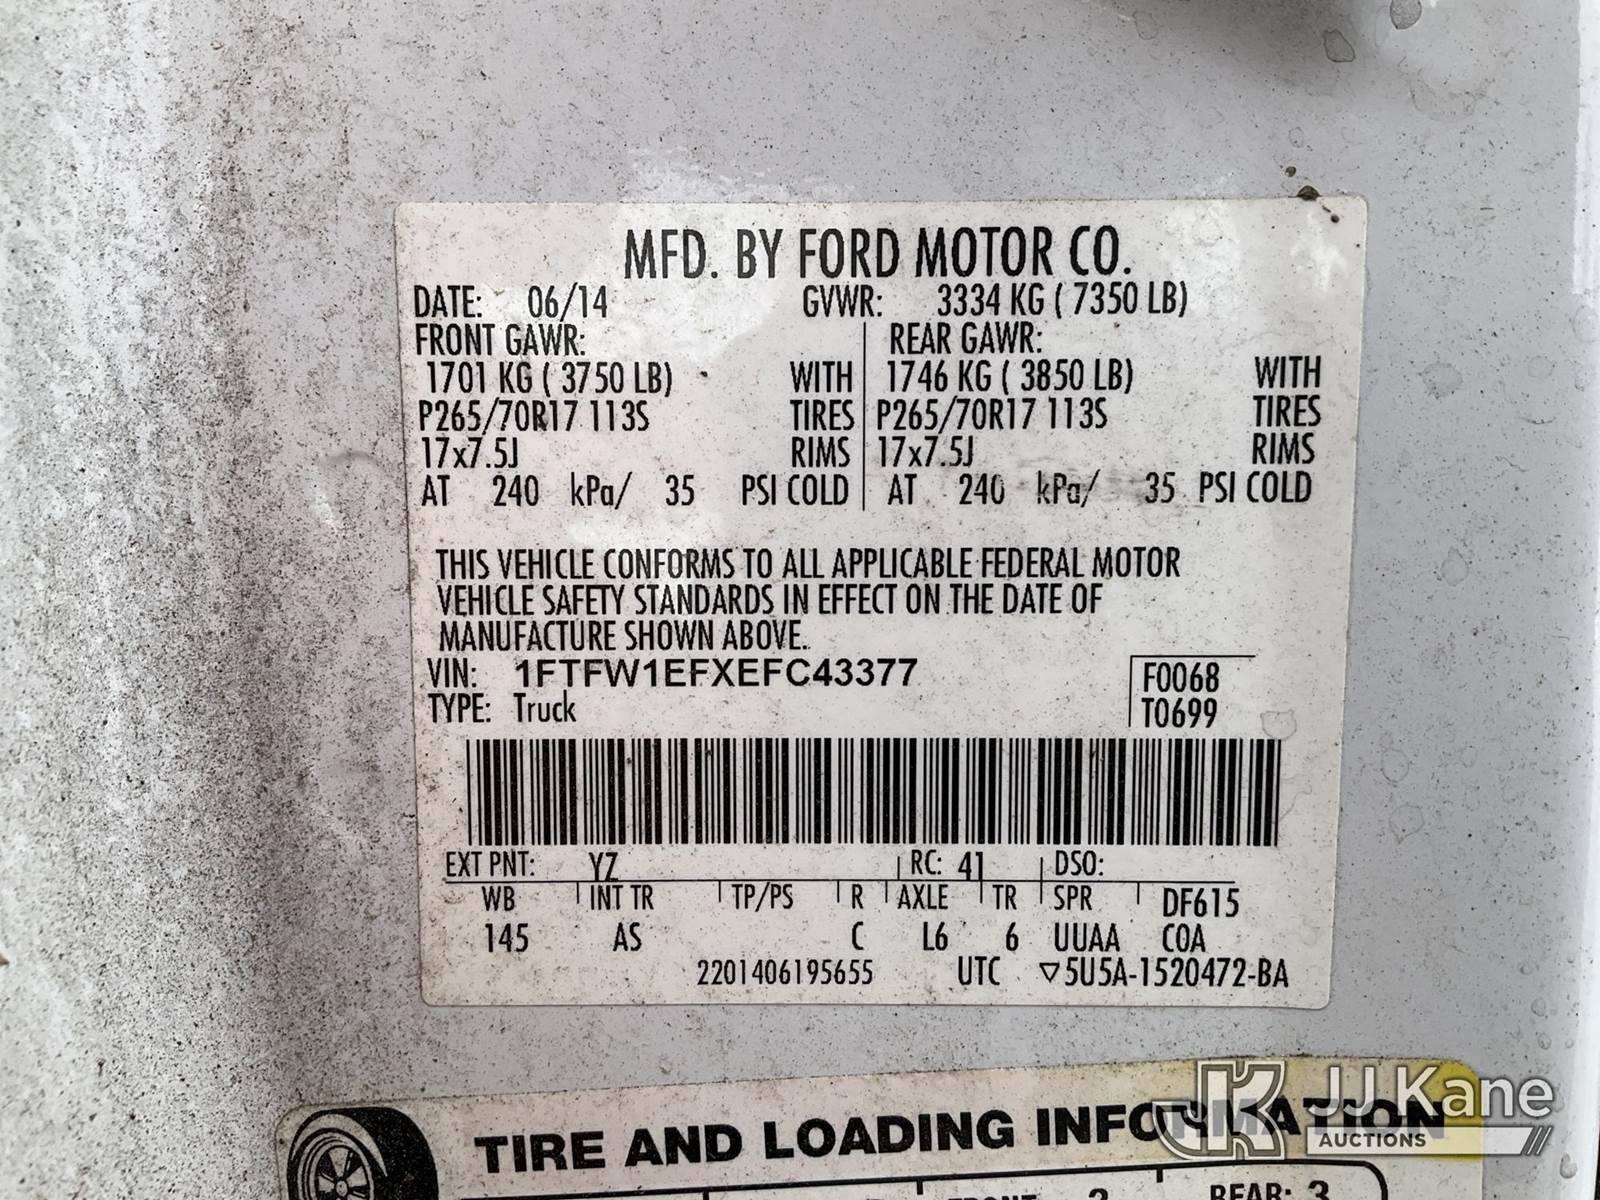 MFD. BY FORD MOTOR CO.
DATE: 06/14 GVWR: 3334 KG ( 7350 LB)
FRONT GAWR: REAR GAWR:
1701 KG ( 3750 LB) WITH 1746 KG ( 3850 LB) WITH
P265/70R17 113S TIRES P265/70R17 113S TIRES
17x7.5J RIMS 17x7.5J RIMS
AT 240 kPa/ 35 PSI COLD AT 240 kPa/ 35 PSI COLD
THIS VEHICLE CONFORMS TO ALL APPLICABLE FEDERAL MOTOR
VEHICLE SAFETY STANDARDS IN EFFECT ON THE DATE OF
MANUFACTURE SHOWN ABOVE.
VIN: 1FTFW1EFXEFC43377 F0068
TYPE: Truck T0699
EXT PNT: YZ RC: 41 DSO:
WB INT TR TP/PS R AXLE TR SPR DF615
145 AS C L6 6 UUAA COA
2201406195655 UTC ▽5U5A-1520472-BA
TIRE AND LOADING INFORMATION
REAR: 3
JJKane
AUCTIONS